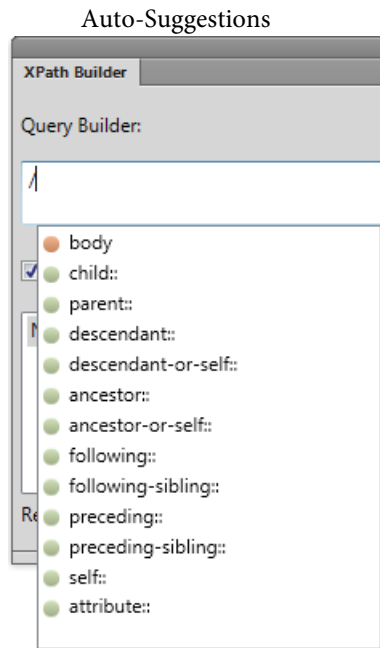 Auto-Suggestions
XPath Builder
Query Builder:
/
body
child::
parent::
descendant::
descendant-or-self::
ancestor::
ancestor-or-self::
following::
following-sibling::
preceding::
preceding-sibling::
self::
attribute::